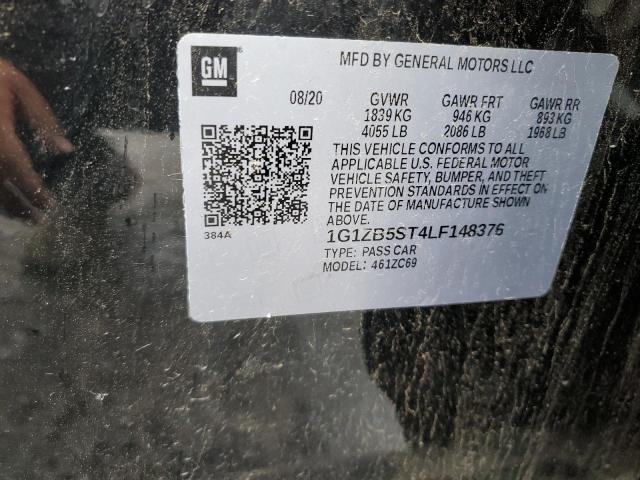 GM
MFD BY GENERAL MOTORS LLC
08/20 GVWR GAWR FRT GAWR RR
1839 KG 946 KG 893 KG
4055 LB 2086 LB 1968 LB
THIS VEHICLE CONFORMS TO ALL
APPLICABLE U.S. FEDERAL MOTOR
VEHICLE SAFETY, BUMPER, AND THEFT
PREVENTION STANDARDS IN EFFECT ON
THE DATE OF MANUFACTURE SHOWN
ABOVE.
384A
1G1ZB5ST4LF148376
TYPE: PASS CAR
MODEL: 461ZC69